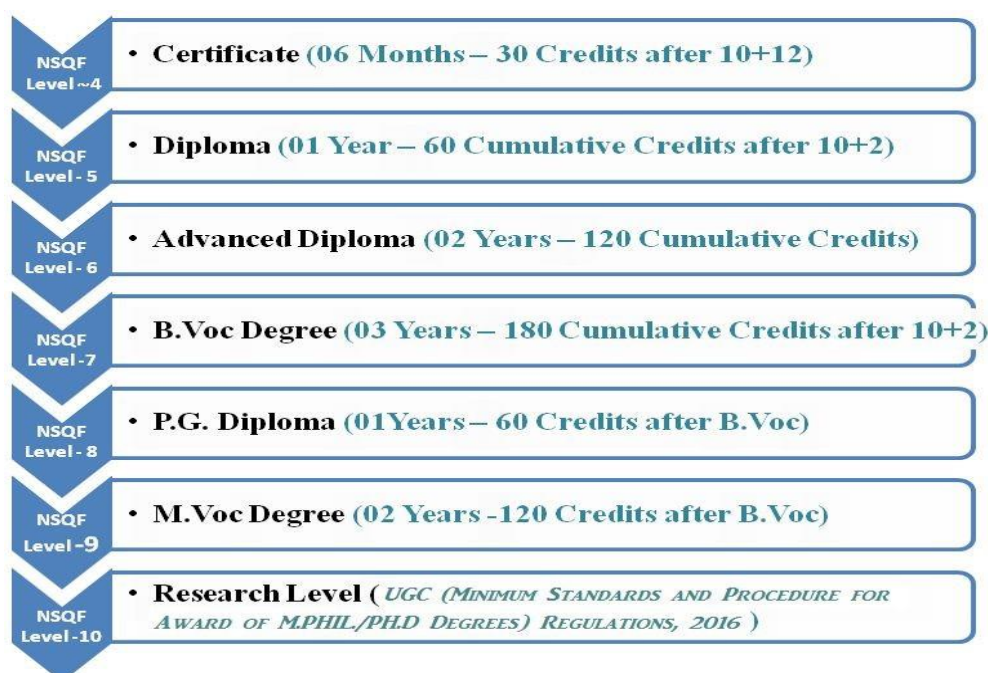 NSQF
Level~4
• Certificate (06 Months – 30 Credits after 10+12)
NSQF
Level-5
• Diploma (01 Year – 60 Cumulative Credits after 10+2)
NSQF
Level-6
• Advanced Diploma (02 Years – 120 Cumulative Credits)
NSQF
Level-7
• B.Voc Degree (03 Years – 180 Cumulative Credits after 10+2)
NSQF
Level-8
• P.G. Diploma (01Years – 60 Credits after B.Voc)
NSQF
Level-9
• M.Voc Degree (02 Years -120 Credits after B.Voc)
NSQF
Level-10
• Research Level ( UGC (MINIMUM STANDARDS AND PROCEDURE FOR
AWARD OF M.PHIL./PH.D DEGREES) REGULATIONS, 2016 )